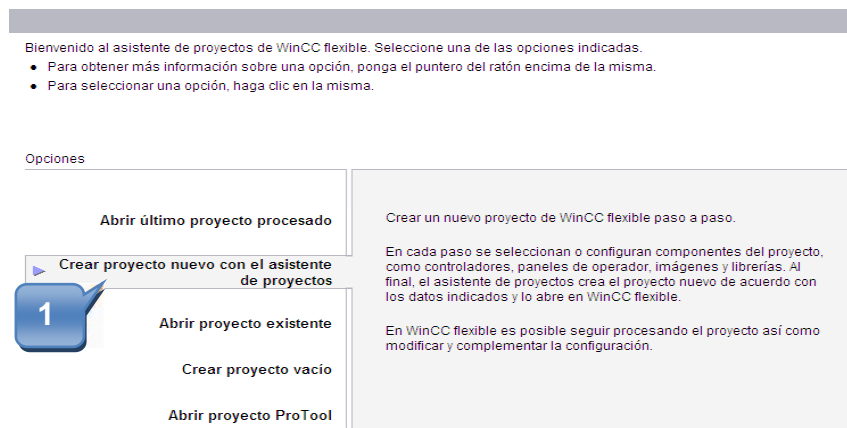 Bienvenido al asistente de proyectos de WinCC flexible. Seleccione una de las opciones indicadas.
● Para obtener más información sobre una opción, ponga el puntero del ratón encima de la misma.
● Para seleccionar una opción, haga clic en la misma.
Opciones
Abrir último proyecto procesado
Crear proyecto nuevo con el asistente
de proyectos
1
Abrir proyecto existente
Crear proyecto vacío
Abrir proyecto ProTool
Crear un nuevo proyecto de WinCC flexible paso a paso.
En cada paso se seleccionan o configuran componentes del proyecto,
como controladores, paneles de operador, imágenes y librerías. Al
final, el asistente de proyectos crea el proyecto nuevo de acuerdo con
los datos indicados y lo abre en WinCC flexible.
En WinCC flexible es posible seguir procesando el proyecto así como
modificar y complementar la configuración.